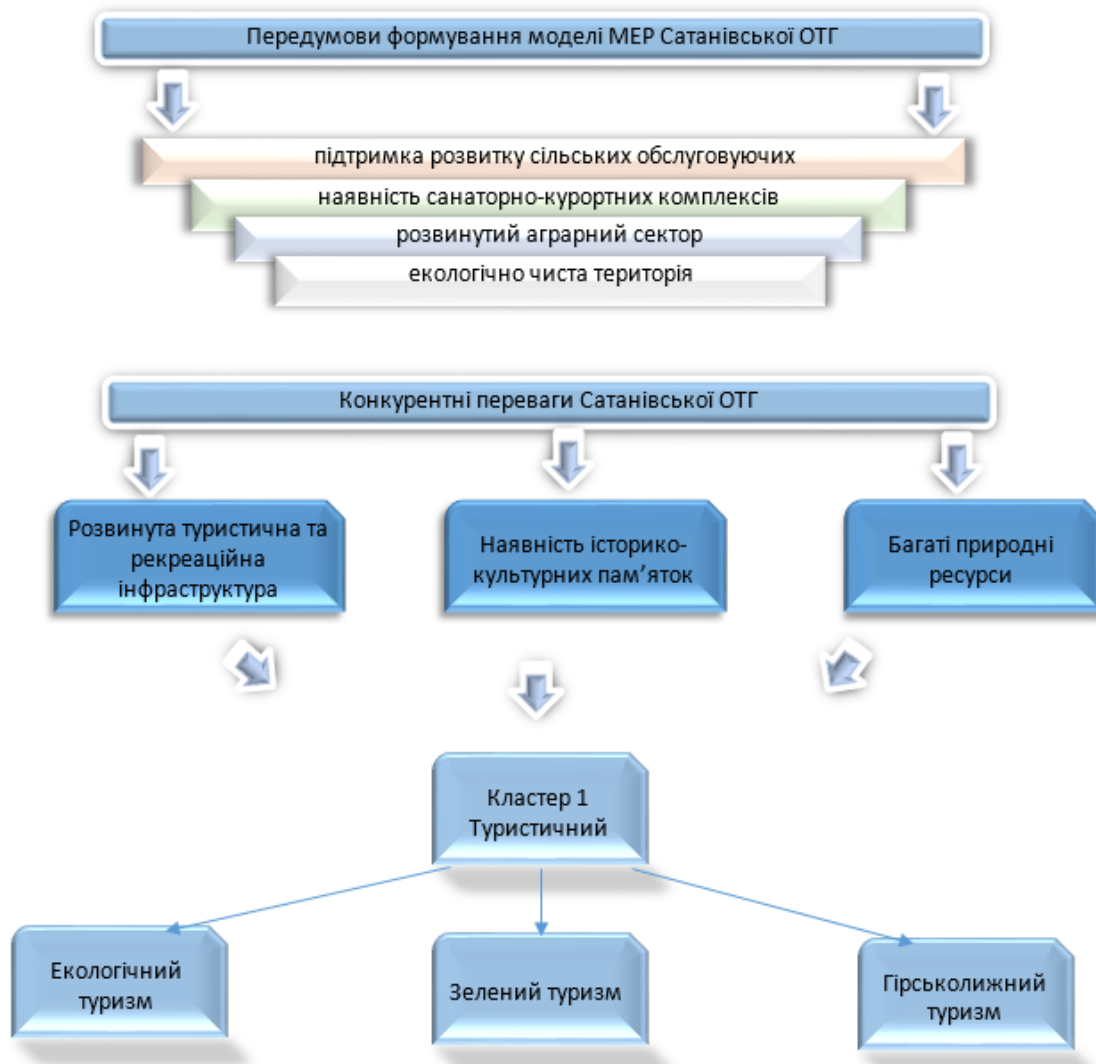 Передумови формування моделі МЕР Сатанівської ОТГ
підтримка розвитку сільських обслуговуючих
наявність санаторно-курортних комплексів
розвинутий аграрний сектор
екологічно чиста територія
Конкурентні переваги Сатанівської ОТГ
Розвинута туристична та
рекреаційна
інфраструктура
Наявність історико-
культурних пам’яток
Багаті природні
ресурси
Кластер 1
Туристичний
Екологічний
туризм
Зелений туризм
Гірськолижний
туризм